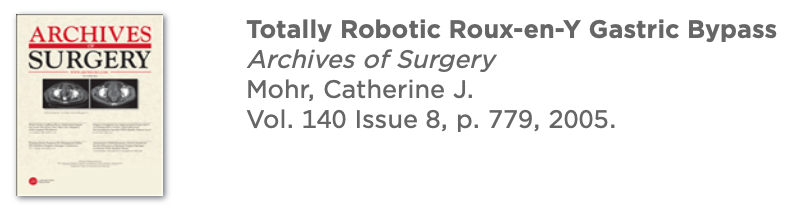 ARCHIVES
OF
SURGERY
Totally Robotic Roux-en-Y Gastric Bypass
Archives of Surgery
Mohr, Catherine J.
Vol. 140 Issue 8, p. 779, 2005.